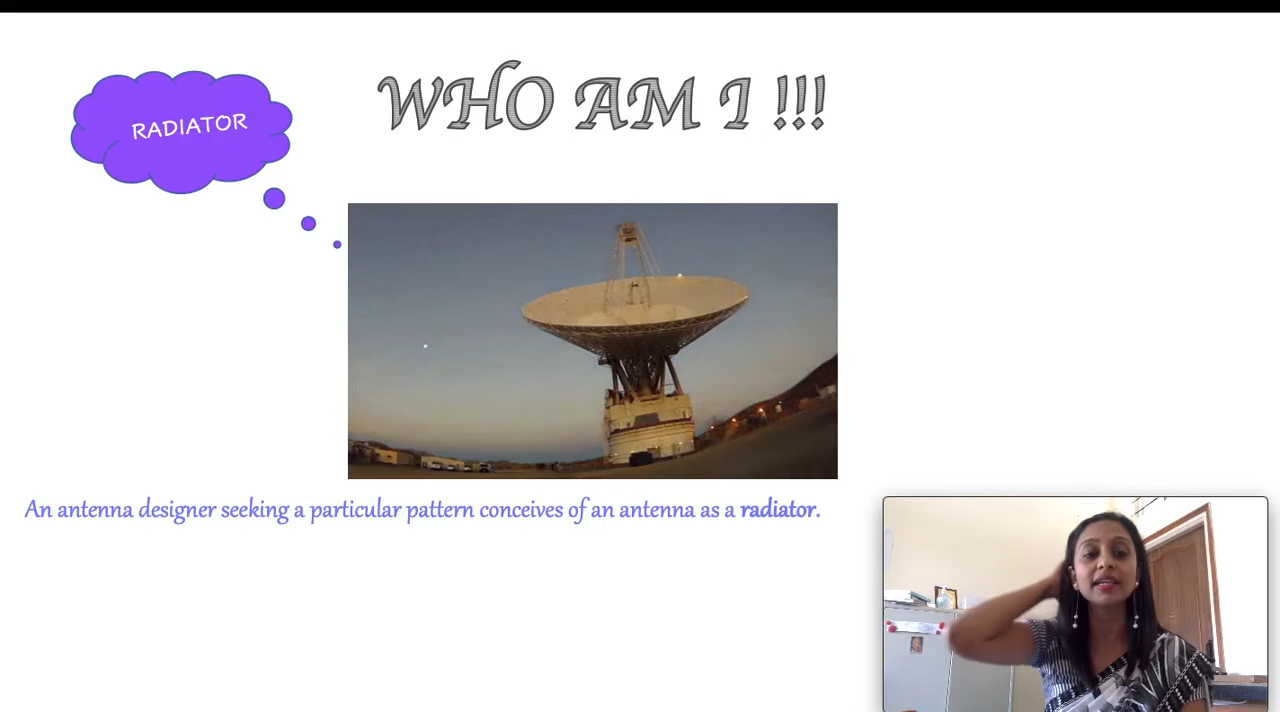 WHO AM I !!!
RADIATOR
An antenna designer seeking a particular pattern conceives of an antenna as a radiator.